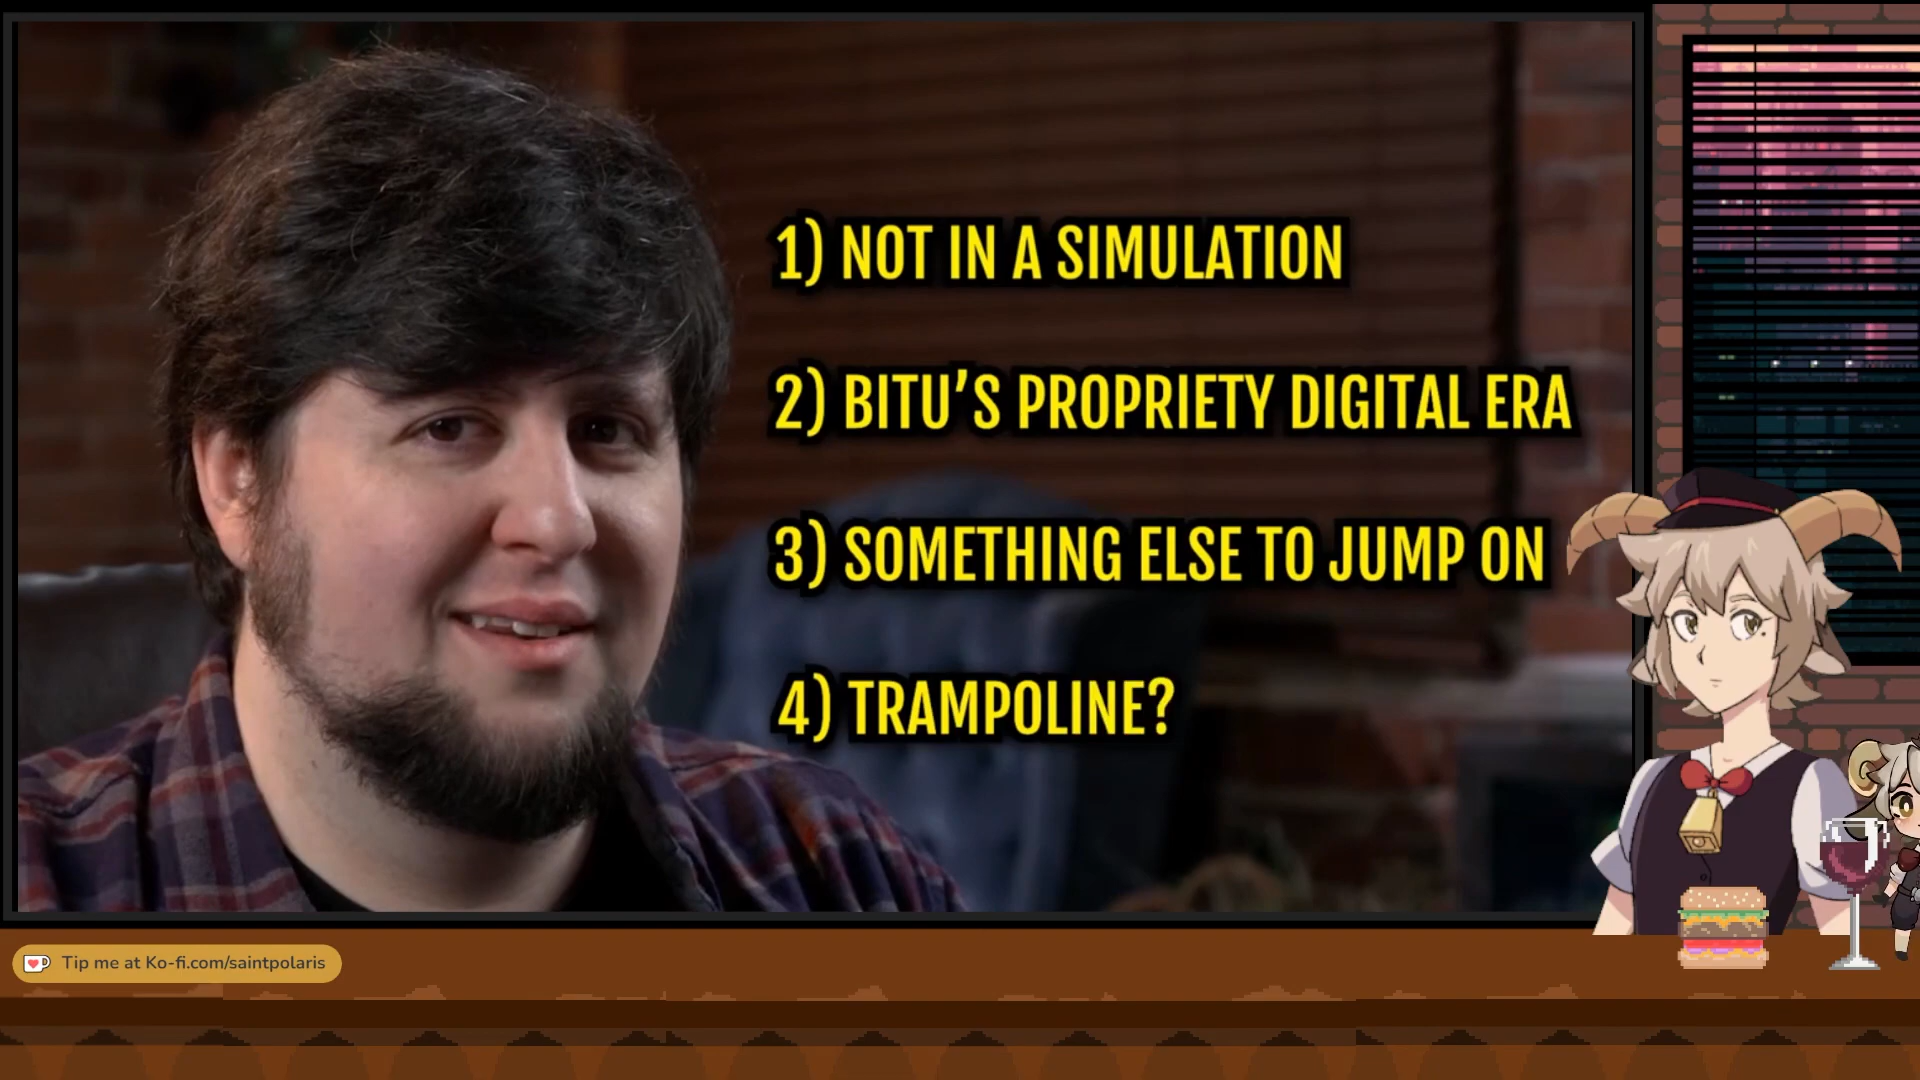 1) NOT IN A SIMULATION
2) BITU'S PROPRIETY DIGITAL ERA
3) SOMETHING ELSE TO JUMP ON
4) TRAMPOLINE?
Tip me at Ko-fi.com/saintpolaris